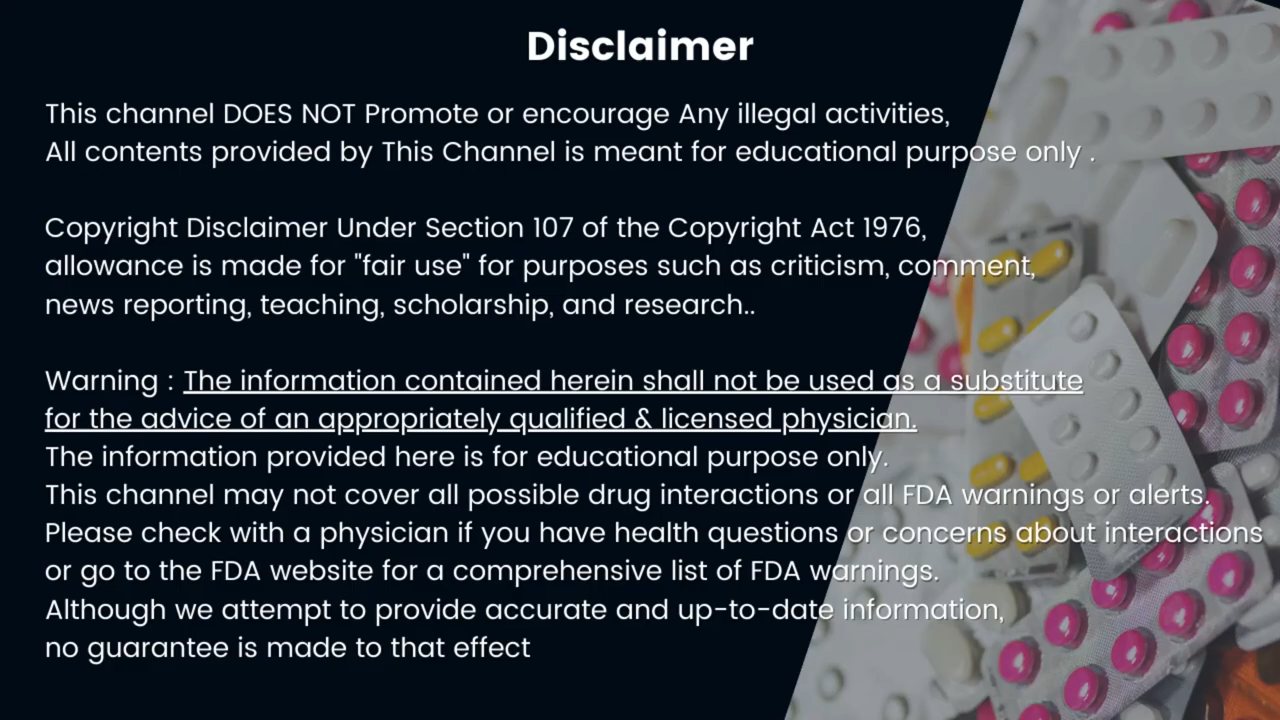 Disclaimer
This channel DOES NOT Promote or encourage Any illegal activities,
All contents provided by This Channel is meant for educational purpose only .
Copyright Disclaimer Under Section 107 of the Copyright Act 1976,
allowance is made for "fair use" for purposes such as criticism, comment,
news reporting, teaching, scholarship, and research..
Warning : The information contained herein shall not be used as a substitute
for the advice of an appropriately qualified & licensed physician.
The information provided here is for educational purpose only.
This channel may not cover all possible drug interactions or all FDA warnings or alerts.
Please check with a physician if you have health questions or concerns about interactions
or go to the FDA website for a comprehensive list of FDA warnings.
Although we attempt to provide accurate and up-to-date information,
no guarantee is made to that effect